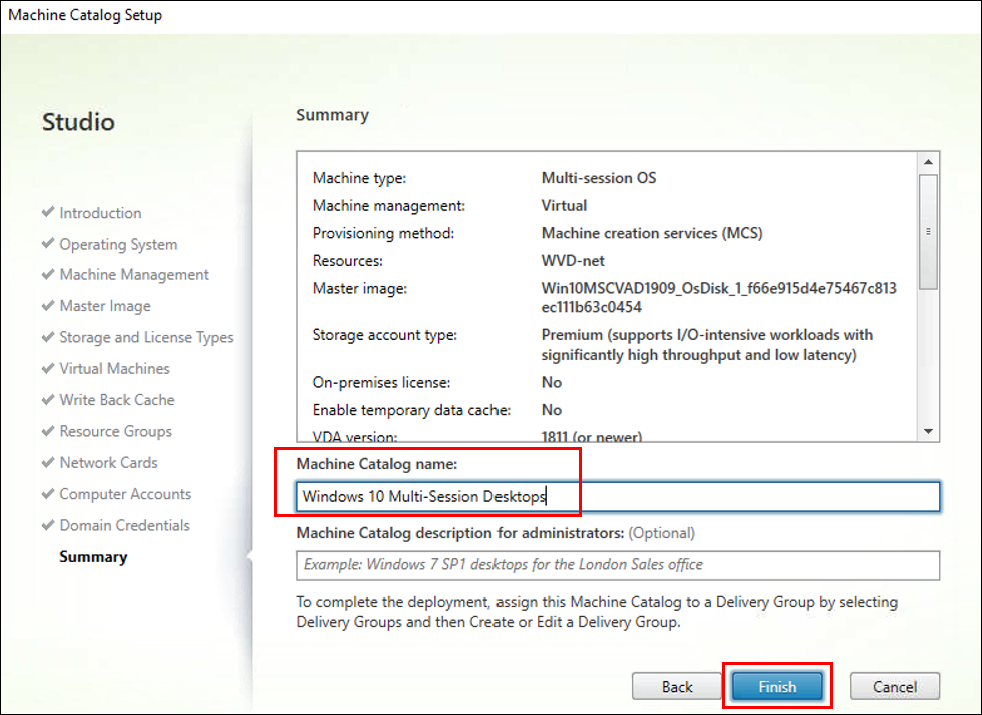 Machine Catalog Setup
Studio
Introduction
Operating System
Machine Management
Master Image
Storage and License Types
Virtual Machines
Write Back Cache
Resource Groups
Network Cards
Computer Accounts
Domain Credentials
Summary
Summary
Machine type: Multi-session OS
Machine management: Virtual
Provisioning method: Machine creation services (MCS)
Resources: WVD-net
Master image: Win10MSCVAD1909_OsDisk_1_f66e915d4e75467c813
ec111b63c0454
Storage account type: Premium (supports I/O-intensive workloads with
significantly high throughput and low latency)
On-premises license: No
Enable temporary data cache: No
VDA version: 1811 (or newer)
Machine Catalog name:
Windows 10 Multi-Session Desktops
Machine Catalog description for administrators: (Optional)
Example: Windows 7 SP1 desktops for the London Sales office
To complete the deployment, assign this Machine Catalog to a Delivery Group by selecting
Delivery Groups and then Create or Edit a Delivery Group.
Back Finish Cancel